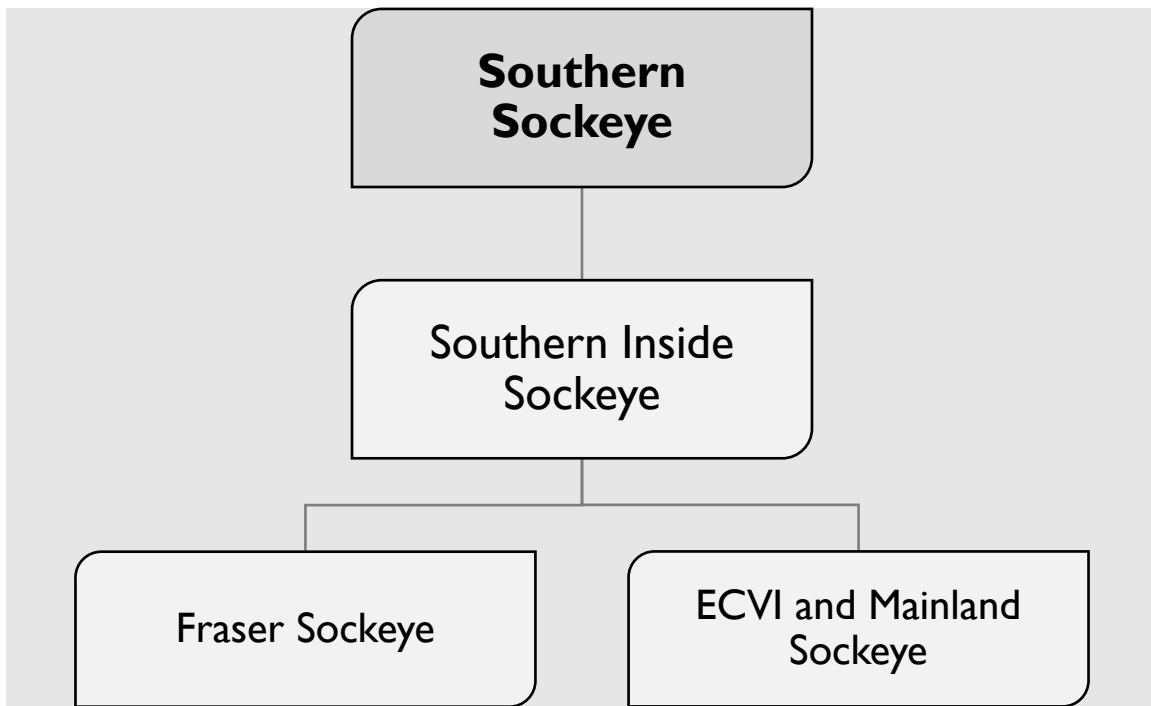 Southern
Sockeye
Southern Inside
Sockeye
Fraser Sockeye
ECVI and Mainland
Sockeye